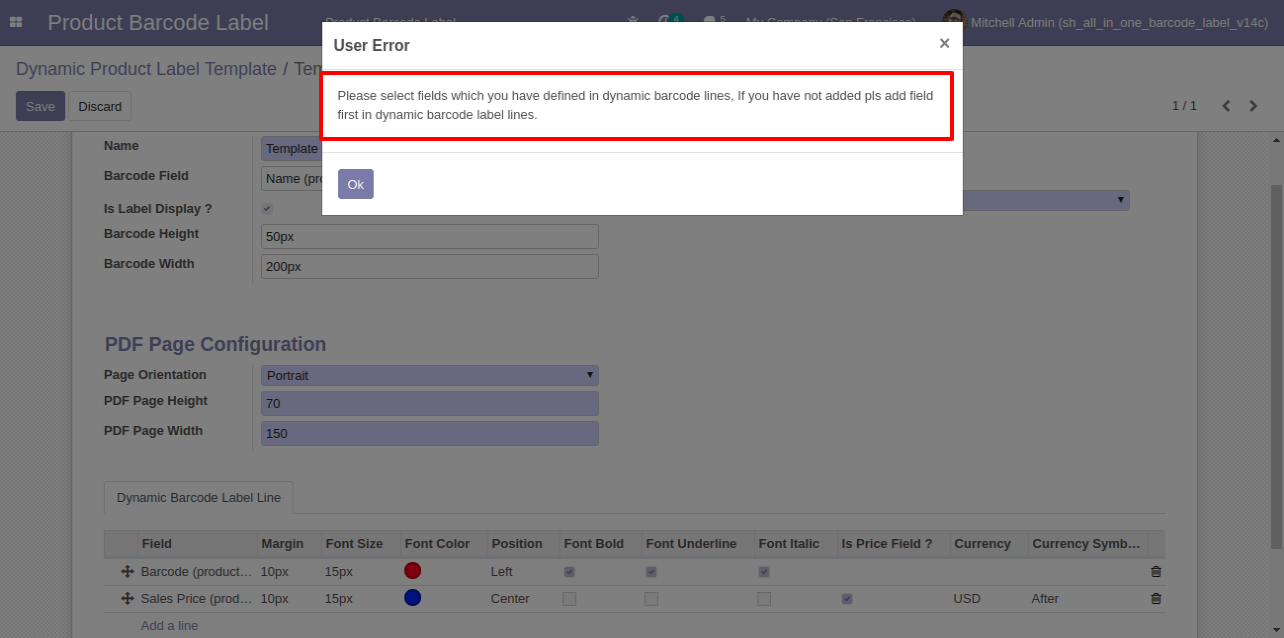 Product Barcode Label
Product Barcode Label
4
5
My Company (San Francisco)
Mitchell Admin (sh_all_in_one_barcode_label_v14c)
Dynamic Product Label Template /
Save
Discard
1 / 1
User Error
×
Please select fields which you have defined in dynamic barcode lines, If you have not added pls add field
first in dynamic barcode label lines.
Ok
Name
Template
Barcode Field
Name
Is Label Display ?
Barcode Height
50px
Barcode Width
200px
PDF Page Configuration
Page Orientation
Portrait
PDF Page Height
70
PDF Page Width
150
Dynamic Barcode Label Line
Field Margin Font Size Font Color Position Font Bold Font Underline Font Italic Is Price Field ? Currency Currency Symb...
Barcode (product... 10px 15px Left
Sales Price (prod... 10px 15px Center USD After
Add a line